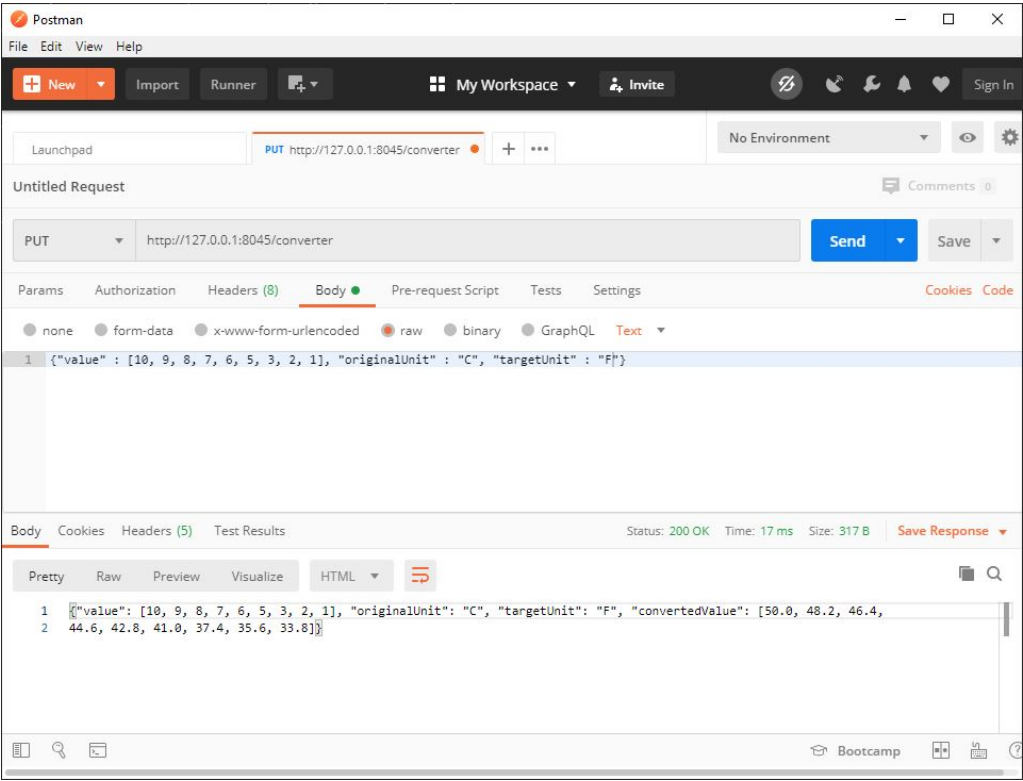 Postman
File Edit View Help
New Import Runner My Workspace Invite Sign In
Launchpad PUT http://127.0.0.1:8045/converter No Environment
Untitled Request Comments 0
PUT http://127.0.0.1:8045/converter Send Save
Params Authorization Headers (8) Body Pre-request Script Tests Settings Cookies Code
none form-data x-www-form-urlencoded raw binary GraphQL Text
1 {"value" : [10, 9, 8, 7, 6, 5, 3, 2, 1], "originalUnit" : "C", "targetUnit" : "F"}
Body Cookies Headers (5) Test Results Status: 200 OK Time: 17 ms Size: 317 B Save Response
Pretty Raw Preview Visualize HTML
1 {"value": [10, 9, 8, 7, 6, 5, 3, 2, 1], "originalUnit": "C", "targetUnit": "F", "convertedValue": [50.0, 48.2, 46.4,
2 44.6, 42.8, 41.0, 37.4, 35.6, 33.8]}
Bootcamp